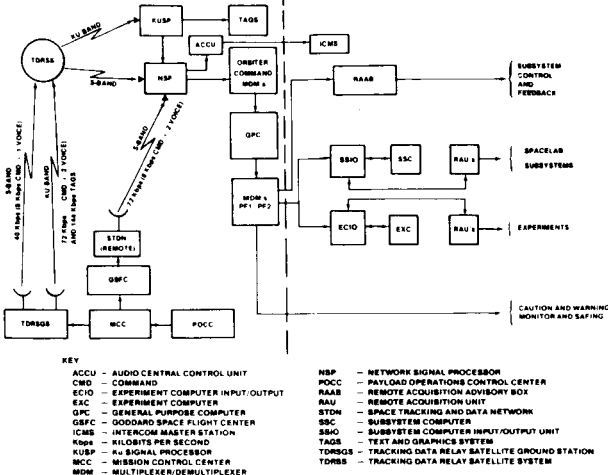 KU BAND
KUSP
TAGS
TDRSS
ACCU
ICMS
S-BAND
NSP
ORBITER
COMMAND
MDM s
RAAB
SUBSYSTEM
CONTROL
AND
FEEDBACK
GPC
S-BAND
72 Kbps (8 Kbps CMD - 2 VOICE)
S-BAND
40 Kbps (8 Kbps CMD - 1 VOICE)
KU BAND
72 Kbps CMD - 2 VOICE)
AND 144 Kbps TAGS
SSIO
SSC
RAU's
SPACELAB
SUBSYSTEMS
MDM's
PF1 PF2
ECIO
EXC
RAU's
EXPERIMENTS
STDN
(REMOTE)
GSFC
TDRSGS
MCC
POCC
CAUTION AND WARNING
MONITOR AND SAFING
KEY
ACCU – AUDIO CENTRAL CONTROL UNIT
CMD – COMMAND
ECIO – EXPERIMENT COMPUTER INPUT/OUTPUT
EXC – EXPERIMENT COMPUTER
GPC – GENERAL PURPOSE COMPUTER
GSFC – GODDARD SPACE FLIGHT CENTER
ICMS – INTERCOM MASTER STATION
Kbps – KILOBITS PER SECOND
KUSP – Ku SIGNAL PROCESSOR
MCC – MISSION CONTROL CENTER
MDM – MULTIPLEXER/DEMULTIPLEXER
NSP – NETWORK SIGNAL PROCESSOR
POCC – PAYLOAD OPERATIONS CONTROL CENTER
RAAB – REMOTE ACQUISITION ADVISORY BOX
RAU – REMOTE ACQUISITION UNIT
STDN – SPACE TRACKING AND DATA NETWORK
SSC – SUBSYSTEM COMPUTER
SSIO – SUBSYSTEM COMPUTER INPUT/OUTPUT UNIT
TAGS – TEXT AND GRAPHICS SYSTEM
TDRSGS – TRACKING DATA RELAY SATELLITE GROUND STATION
TDRSS – TRACKING DATA RELAY SATELLITE SYSTEM